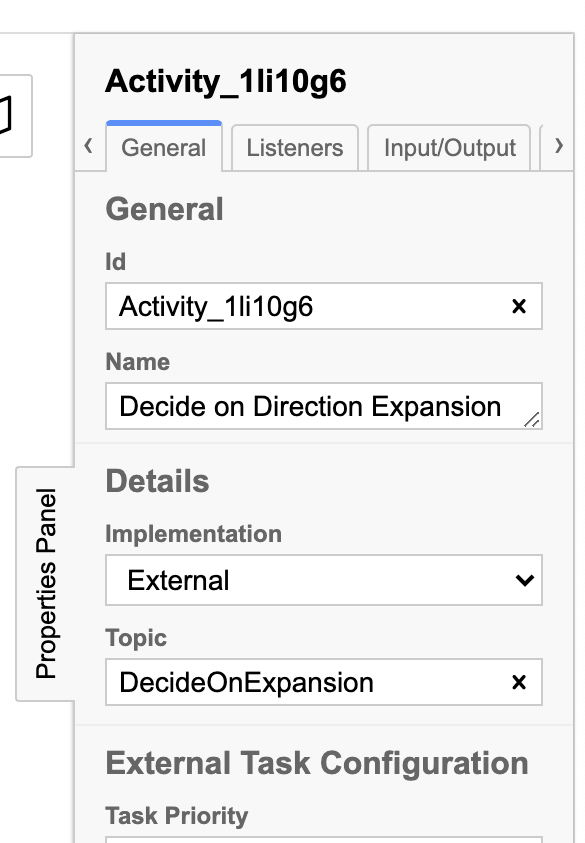 Activity_1li10g6
General
Listeners
Input/Output
General
Id
Activity_1li10g6
Name
Decide on Direction Expansion
Details
Implementation
External
Topic
DecideOnExpansion
Properties Panel
External Task Configuration
Task Priority